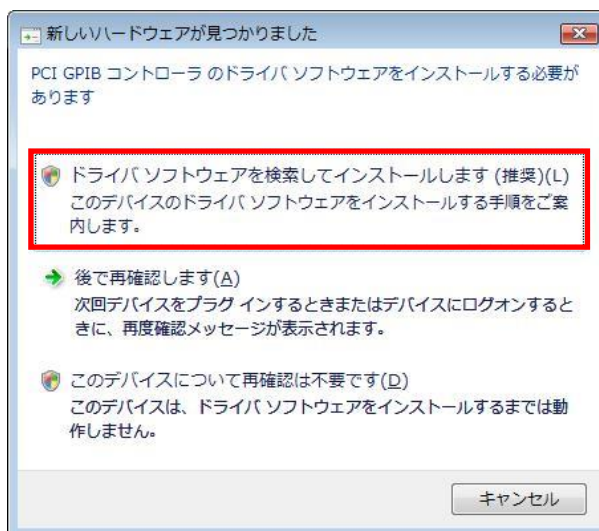 新しいハードウェアが見つかりました
PCI GPIB コントローラ のドライバ ソフトウェアをインストールする必要が
あります
ドライバ ソフトウェアを検索してインストールします (推奨)(L)
このデバイスのドライバ ソフトウェアをインストールする手順をご案
内します。
後で再確認します(A)
次回デバイスをプラグ インするときまたはデバイスにログオンすると
きに、再度確認メッセージが表示されます。
このデバイスについて再確認は不要です(D)
このデバイスは、ドライバ ソフトウェアをインストールするまでは動
作しません。
キャンセル